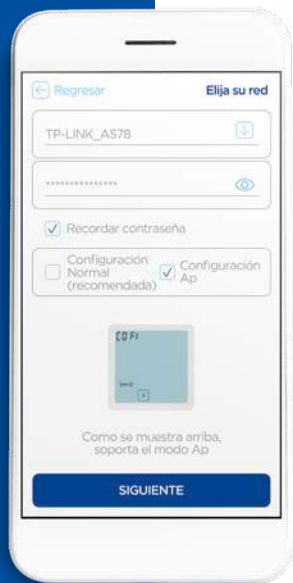 Regresar
Elija su red
TP-LINK_A578
***************
Recordar contraseña
Configuración
Normal
(recomendada)
Configuración
Ap
Como se muestra arriba,
soporta el modo Ap
SIGUIENTE